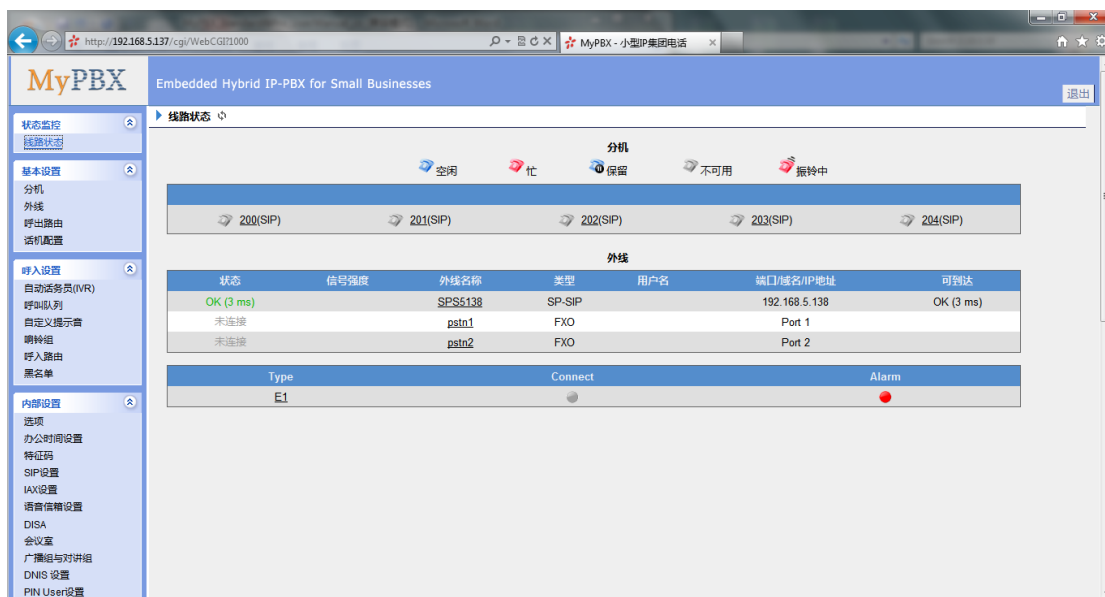 http://192.168.5.137/cgi/WebCGI?1000
MyPBX - 小型IP集团电话
MyPBX
Embedded Hybrid IP-PBX for Small Businesses
退出
状态监控
线路状态
基本设置
分机
外线
呼出路由
话机配置
呼入设置
自动话务员(IVR)
呼叫队列
自定义提示音
响铃组
呼入路由
黑名单
内部设置
选项
办公时间设置
特征码
SIP设置
IAX设置
语音信箱设置
DISA
会议室
广播组与对讲组
DNIS 设置
PIN User设置
线路状态
分机
空闲 忙 保留 不可用 振铃中
200(SIP) 201(SIP) 202(SIP) 203(SIP) 204(SIP)
外线
状态 信号强度 外线名称 类型 用户名 端口/域名/IP地址 可到达
OK (3 ms) SPS5138 SP-SIP 192.168.5.138 OK (3 ms)
未连接 pstn1 FXO Port 1
未连接 pstn2 FXO Port 2
Type Connect Alarm
E1